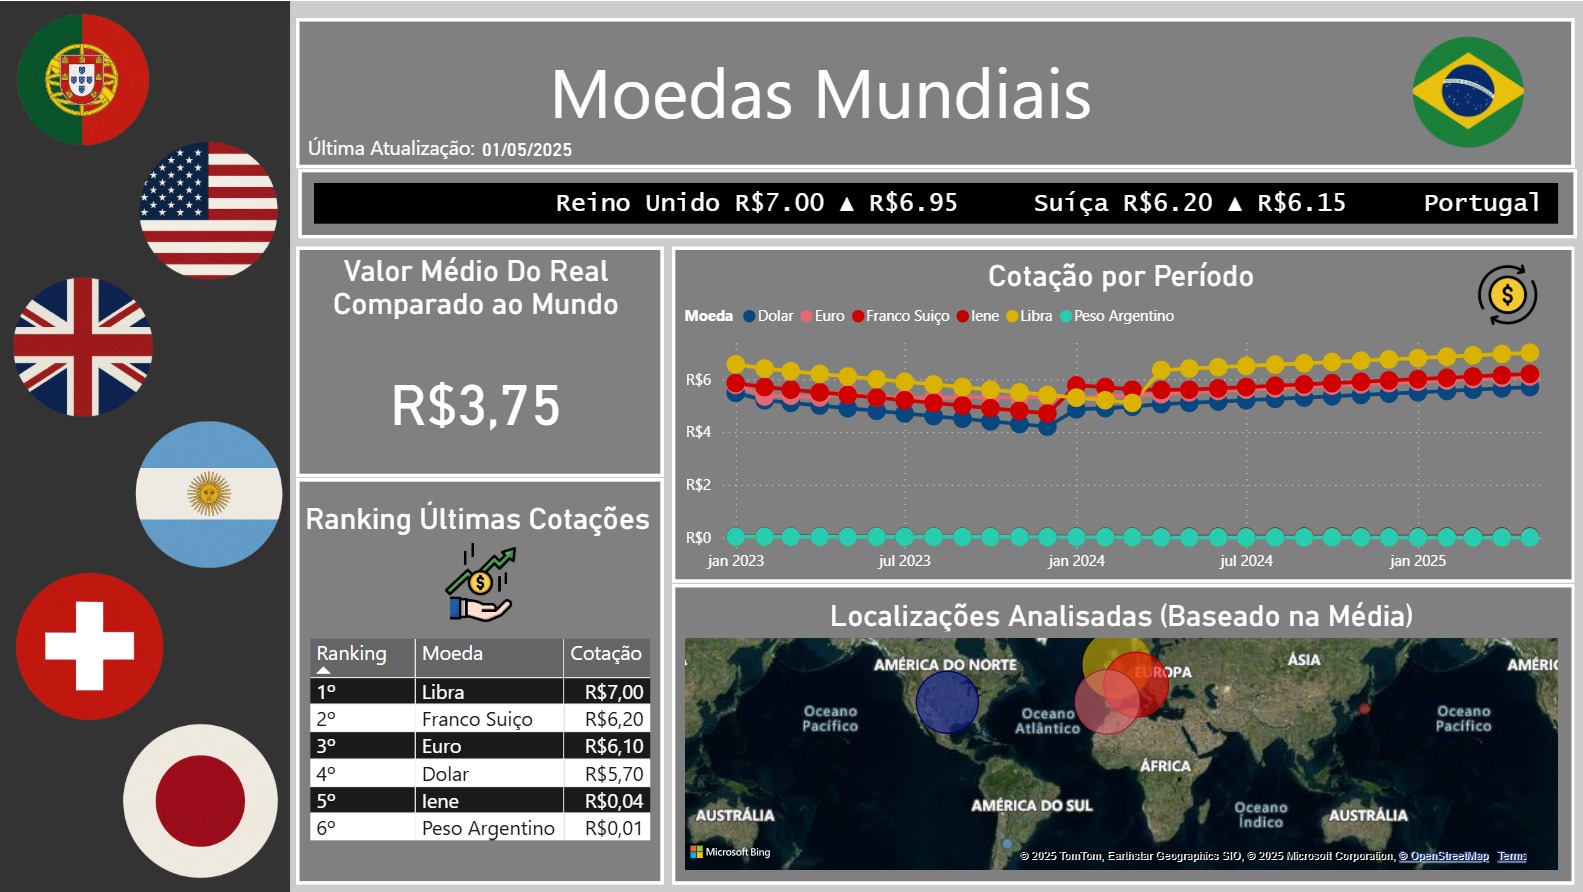 Moedas Mundiais
Última Atualização: 01/05/2025
Reino Unido R$7.00 ▲ R$6.95 Suíça R$6.20 ▲ R$6.15 Portugal
Valor Médio Do Real
Comparado ao Mundo
R$3,75
Ranking Últimas Cotações
Ranking Moeda Cotação
1º Libra R$7,00
2º Franco Suiço R$6,20
3º Euro R$6,10
4º Dolar R$5,70
5º Iene R$0,04
6º Peso Argentino R$0,01
Cotação por Período
Moeda Dolar Euro Franco Suiço Iene Libra Peso Argentino
R$6
R$4
R$2
R$0
jan 2023 jul 2023 jan 2024 jul 2024 jan 2025
Localizações Analisadas (Baseado na Média)
AMÉRICA DO NORTE
EUROPA
ÁSIA
AMÉRIC
Oceano
Pacífico
Oceano
Atlântico
Oceano
Pacífico
ÁFRICA
AMÉRICA DO SUL
AUSTRÁLIA
Oceano
Índico
AUSTRÁLIA
Microsoft Bing
© 2025 TomTom, Earthstar Geographics SIO, © 2025 Microsoft Corporation, © OpenStreetMap Terms